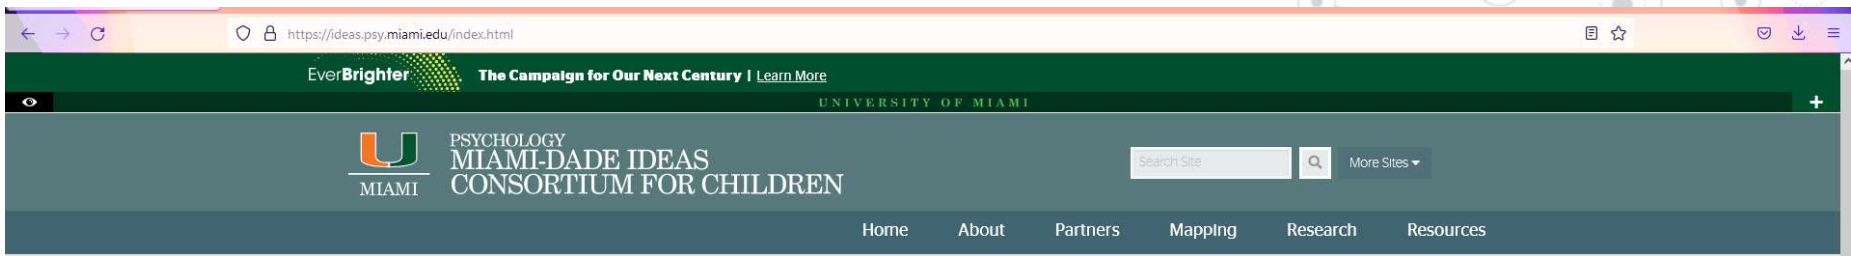 https://ideas.psy.miami.edu/index.html
EverBrighter The Campaign for Our Next Century | Learn More
UNIVERSITY OF MIAMI
PSYCHOLOGY
MIAMI-DADE IDEAS
CONSORTIUM FOR CHILDREN
MIAMI
Search Site More Sites
Home About Partners Mapping Research Resources